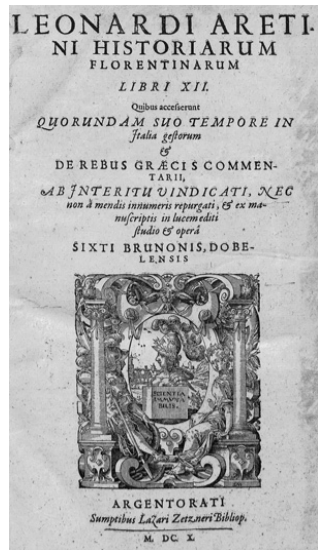 LEONARDI ARETI-
NI HISTORIARUM
FLORENTINARUM
LIBRI XII.
Quibus accesserunt
QUORUNDAM SUO TEMPORE IN
Italia gestorum
&
DE REBUS GRÆCIS COMMEN-
TARII,
AB INTERITU VINDICATI, NEC
non à mendis innumeris repurgati, & ex ma-
nuscriptis in lucem editi
studio & operâ
SIXTI BRUNONIS, DOBE-
LENSIS
SCIENTIA
IMMUTA
BILIS.
ARGENTORATI
Sumptibus Lazari Zetzneri Bibliop.
M. DC. X.